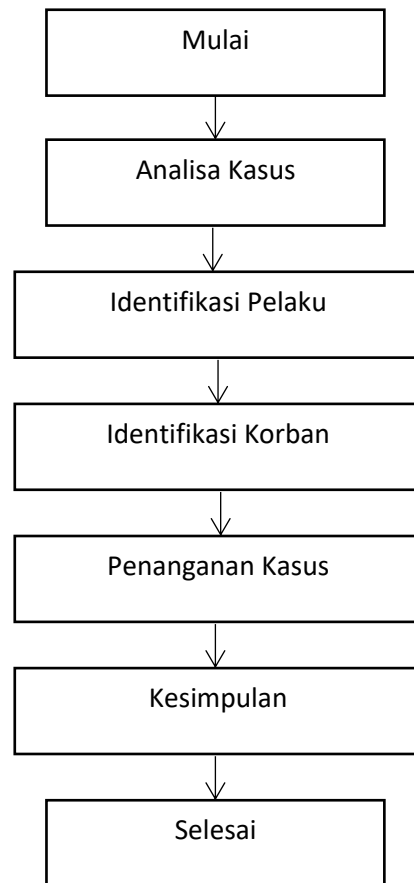 Mulai
Analisa Kasus
Identifikasi Pelaku
Identifikasi Korban
Penanganan Kasus
Kesimpulan
Selesai